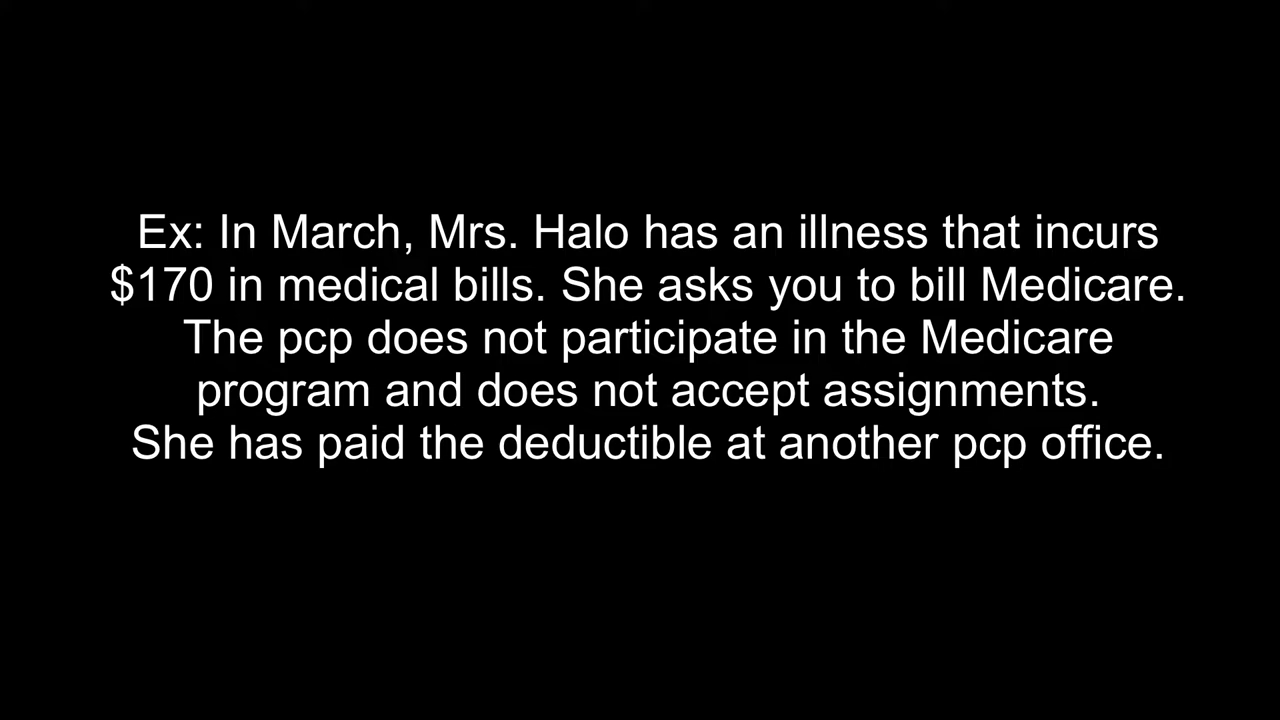 Ex: In March, Mrs. Halo has an illness that incurs
$170 in medical bills. She asks you to bill Medicare.
The pcp does not participate in the Medicare
program and does not accept assignments.
She has paid the deductible at another pcp office.